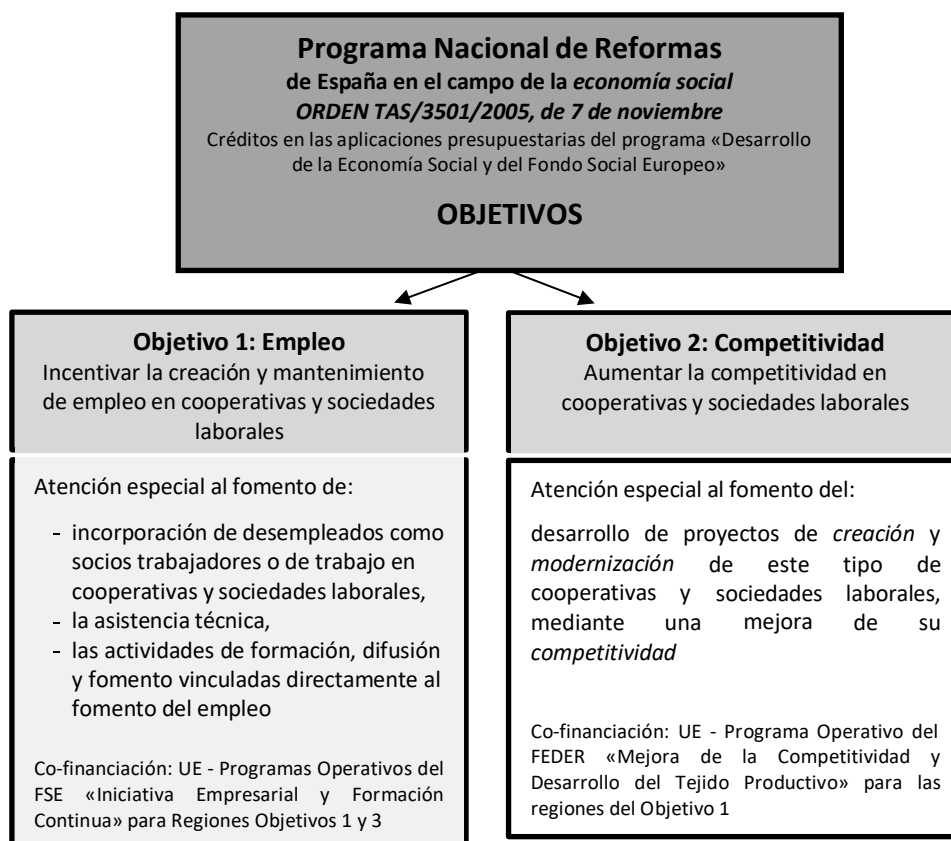 Programa Nacional de Reformas
de España en el campo de la economía social
ORDEN TAS/3501/2005, de 7 de noviembre
Créditos en las aplicaciones presupuestarias del programa «Desarrollo
de la Economía Social y del Fondo Social Europeo»
OBJETIVOS
Objetivo 1: Empleo
Incentivar la creación y mantenimiento
de empleo en cooperativas y sociedades
laborales
Atención especial al fomento de:
- incorporación de desempleados como
socios trabajadores o de trabajo en
cooperativas y sociedades laborales,
- la asistencia técnica,
- las actividades de formación, difusión
y fomento vinculadas directamente al
fomento del empleo
Co-financiación: UE - Programas Operativos del
FSE «Iniciativa Empresarial y Formación
Continua» para Regiones Objetivos 1 y 3
Objetivo 2: Competitividad
Aumentar la competitividad en
cooperativas y sociedades laborales
Atención especial al fomento del:
desarrollo de proyectos de creación y
modernización de este tipo de
cooperativas y sociedades laborales,
mediante una mejora de su
competitividad
Co-financiación: UE - Programa Operativo del
FEDER «Mejora de la Competitividad y
Desarrollo del Tejido Productivo» para las
regiones del Objetivo 1